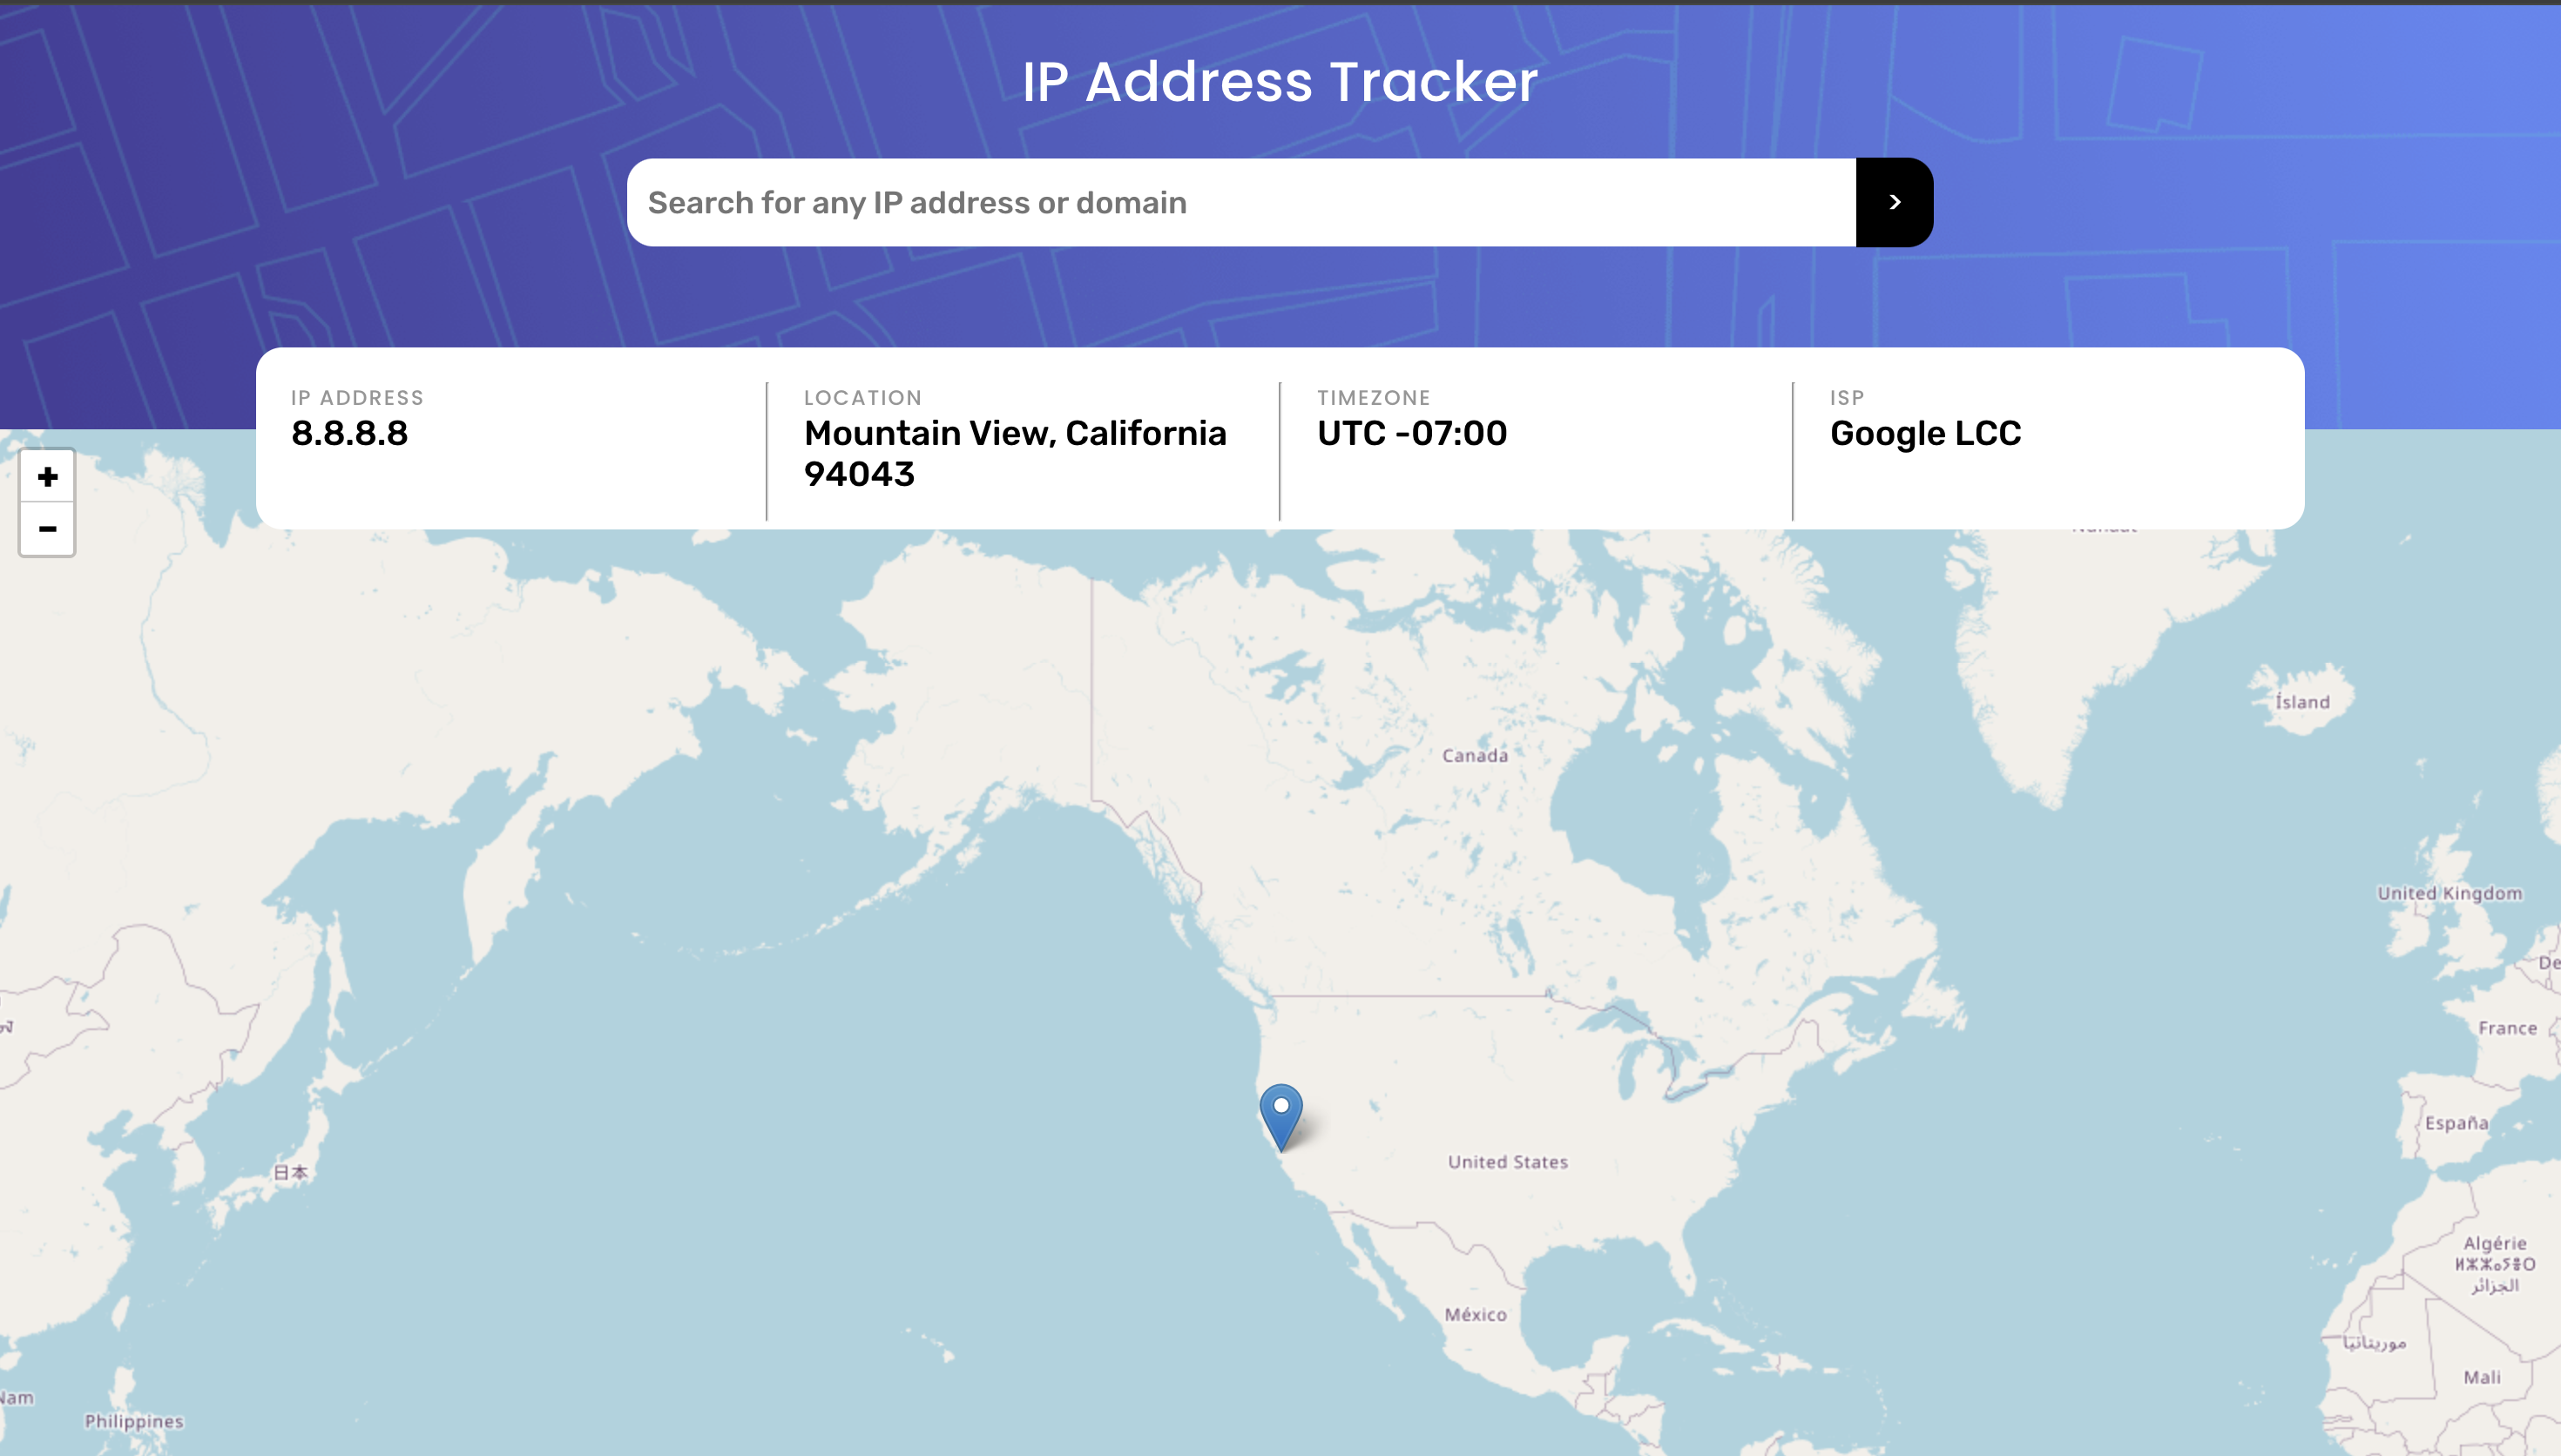 IP Address Tracker
Search for any IP address or domain
>
IP ADDRESS
8.8.8.8
LOCATION
Mountain View, California
94043
TIMEZONE
UTC -07:00
ISP
Google LCC
+
−
Ísland
Canada
United Kingdom
De
France
España
日本
United States
Algérie
ⵍⵣⵣⴰⵢⴻⵔ
الجزائر
México
موريتانيا
Mali
Nam
Philippines